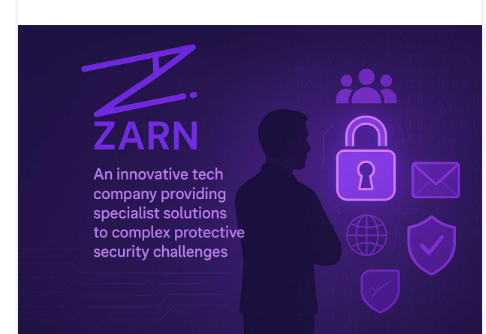 ZARN
An innovative tech
company providing
specialist solutions
to complex protective
security challenges